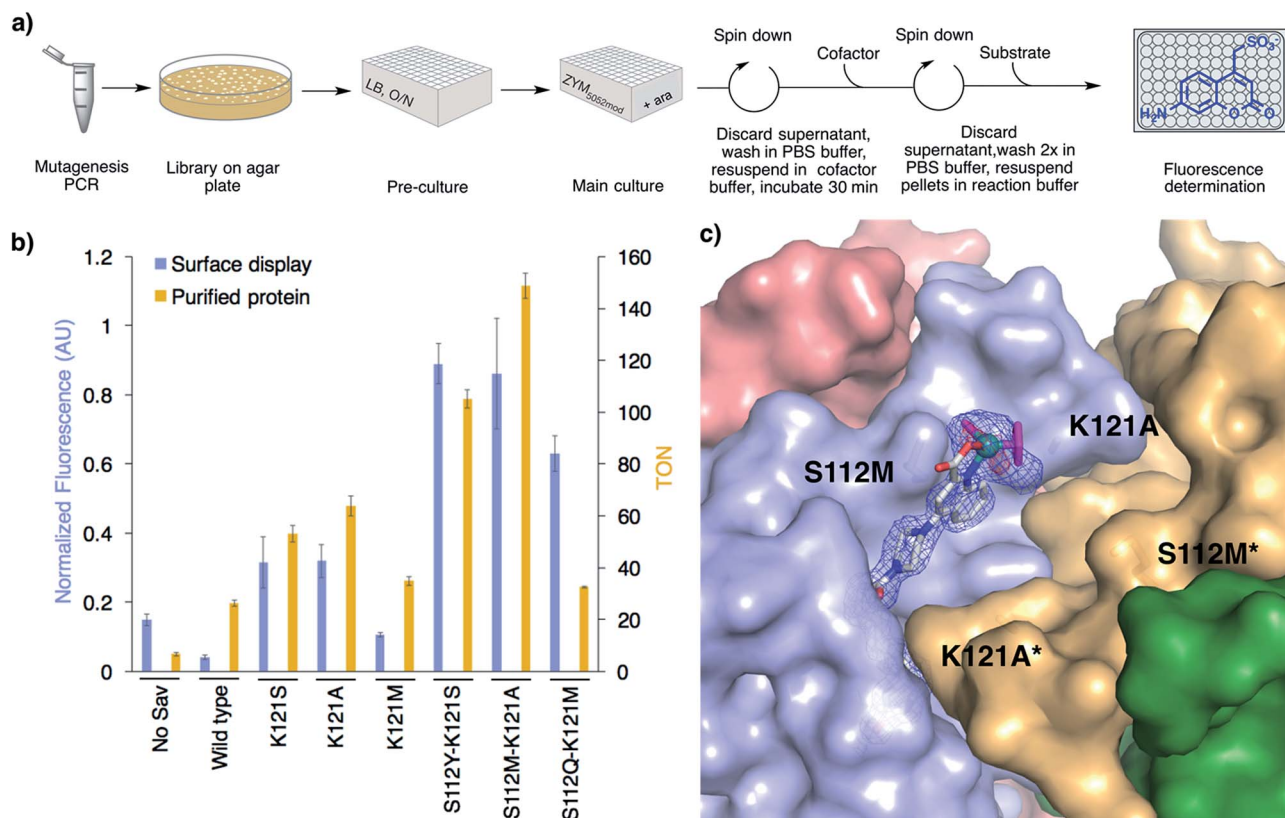 a)
Mutagenesis
PCR
Library on agar
plate
LB, O/N
Pre-culture
ZYM5052mod
+ ara
Main culture
Spin down
Cofactor
Spin down
Substrate
Discard supernatant,
wash in PBS buffer,
resuspend in cofactor
buffer, incubate 30 min
Discard
supernatant,wash 2x in
PBS buffer, resuspend
pellets in reaction buffer
SO3-
H2N
O
O
Fluorescence
determination
b)
Normalized Fluorescence (AU)
1.2
1
0.8
0.6
0.4
0.2
0
Surface display
Purified protein
160
140
120
100
80
60
40
20
0
TON
No Sav
Wild type
K121S
K121A
K121M
S112Y-K121S
S112M-K121A
S112Q-K121M
c)
K121A
S112M
S112M*
K121A*